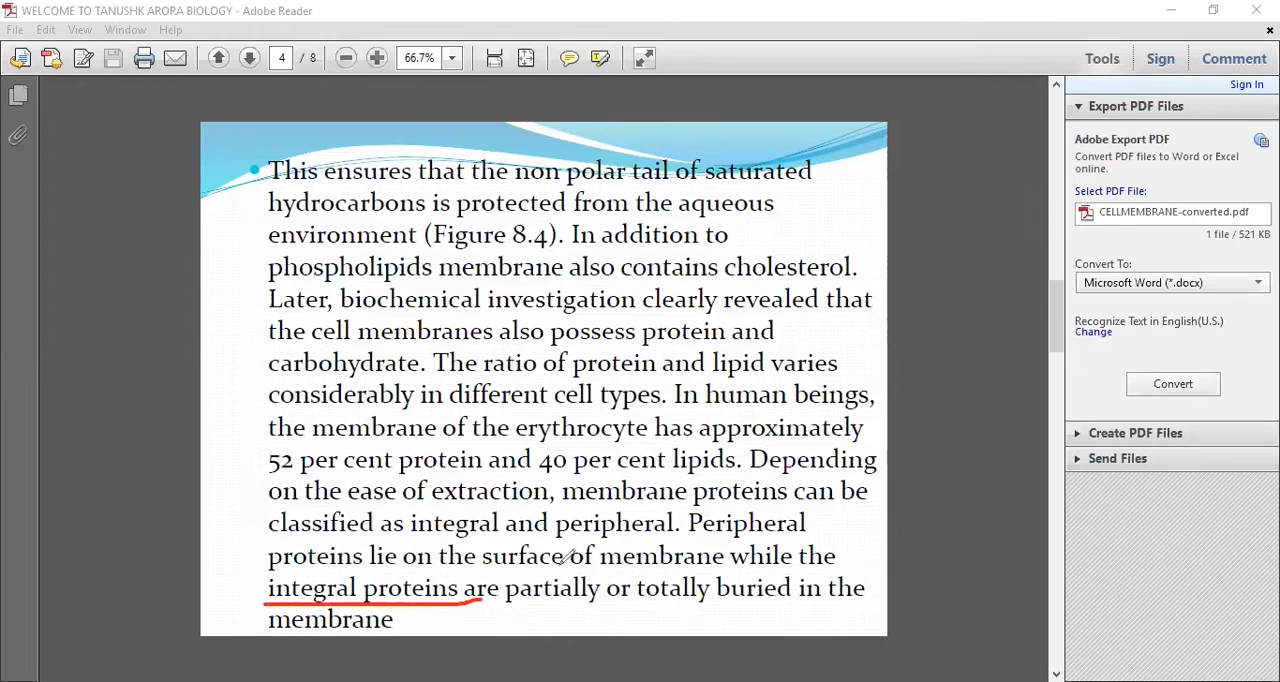 WELCOME TO TANUSHK ARORA BIOLOGY - Adobe Reader
File Edit View Window Help
4 / 8 66.7% Tools Sign Comment
Sign In
Export PDF Files
Adobe Export PDF
Convert PDF files to Word or Excel
online.
Select PDF File:
CELLMEMBRANE-converted.pdf
1 file / 521 KB
Convert To:
Microsoft Word (*.docx)
Recognize Text in English(U.S.)
Change
Convert
Create PDF Files
Send Files
This ensures that the non polar tail of saturated
hydrocarbons is protected from the aqueous
environment (Figure 8.4). In addition to
phospholipids membrane also contains cholesterol.
Later, biochemical investigation clearly revealed that
the cell membranes also possess protein and
carbohydrate. The ratio of protein and lipid varies
considerably in different cell types. In human beings,
the membrane of the erythrocyte has approximately
52 per cent protein and 40 per cent lipids. Depending
on the ease of extraction, membrane proteins can be
classified as integral and peripheral. Peripheral
proteins lie on the surface of membrane while the
integral proteins are partially or totally buried in the
membrane